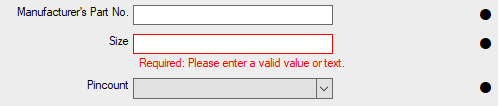 Manufacturer's Part No.
Size
Required: Please enter a valid value or text.
Pincount